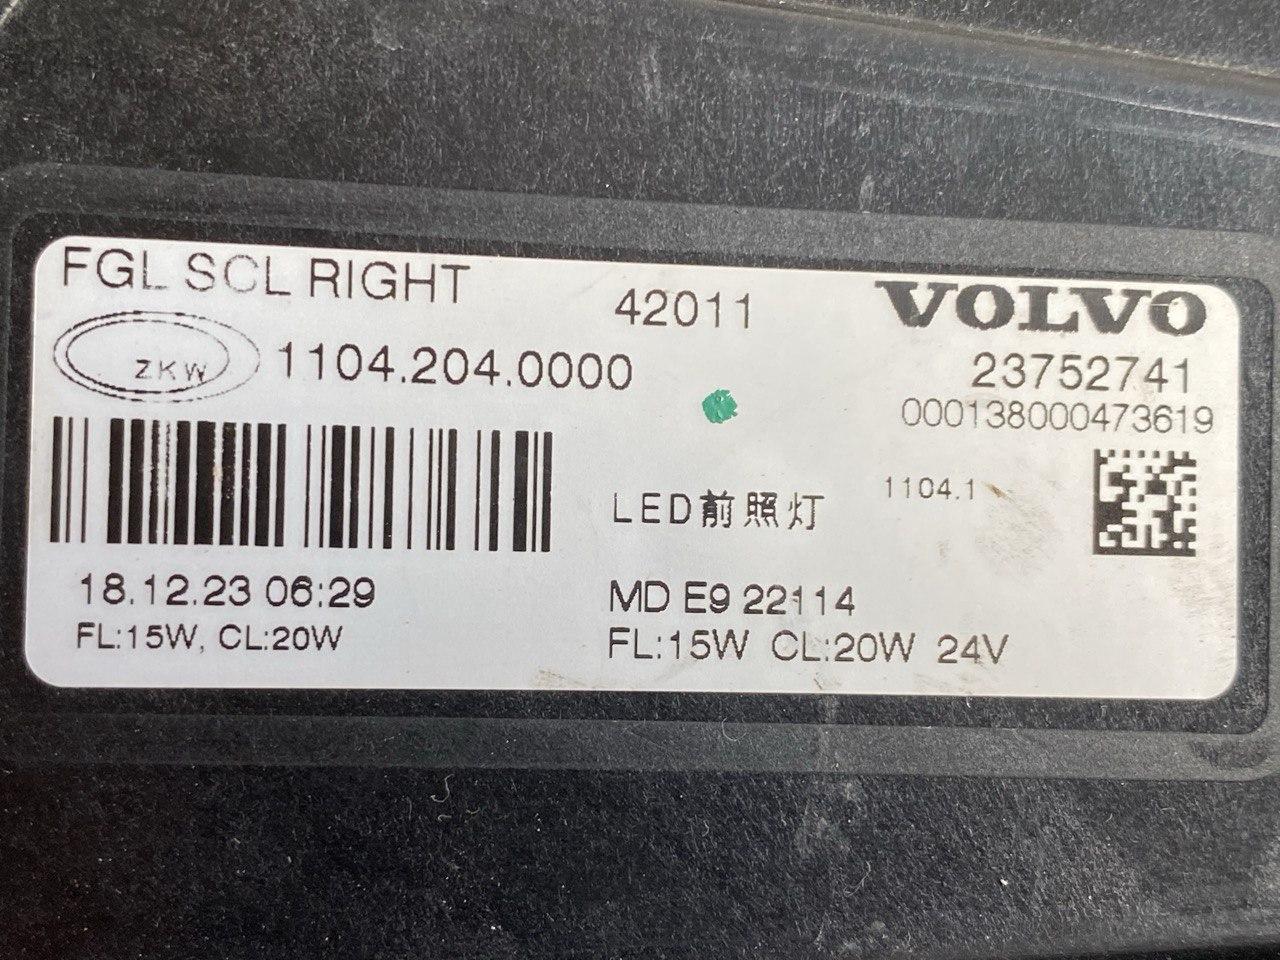 FGL SCL RIGHT
42011
VOLVO
ZKW
1104.204.0000
23752741
000138000473619
LED前照灯
1104.1
18.12.23 06:29
MD E9 22114
FL:15W, CL:20W
FL:15W CL:20W 24V